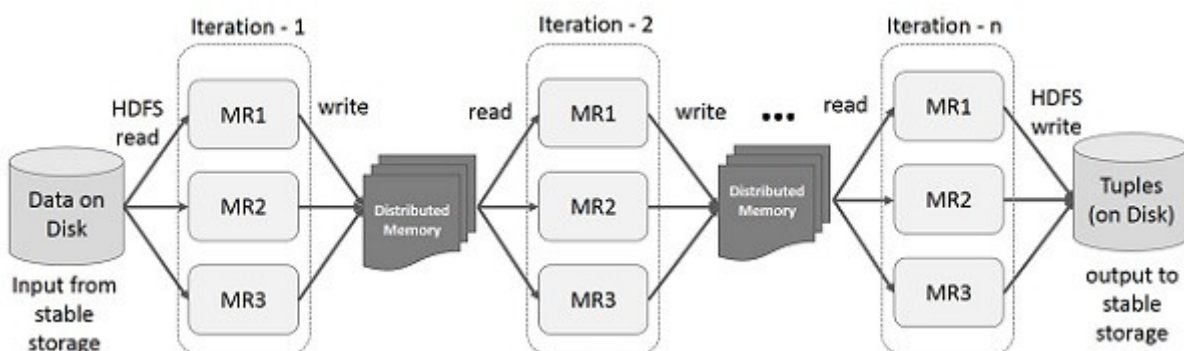 Iteration - 1
Iteration - 2
Iteration - n
HDFS
read
MR1
write
read
MR1
write
...
read
MR1
HDFS
write
Data on
Disk
MR2
Distributed
Memory
MR2
Distributed
Memory
MR2
Tuples
(on Disk)
Input from
stable
storage
MR3
MR3
MR3
output to
stable
storage